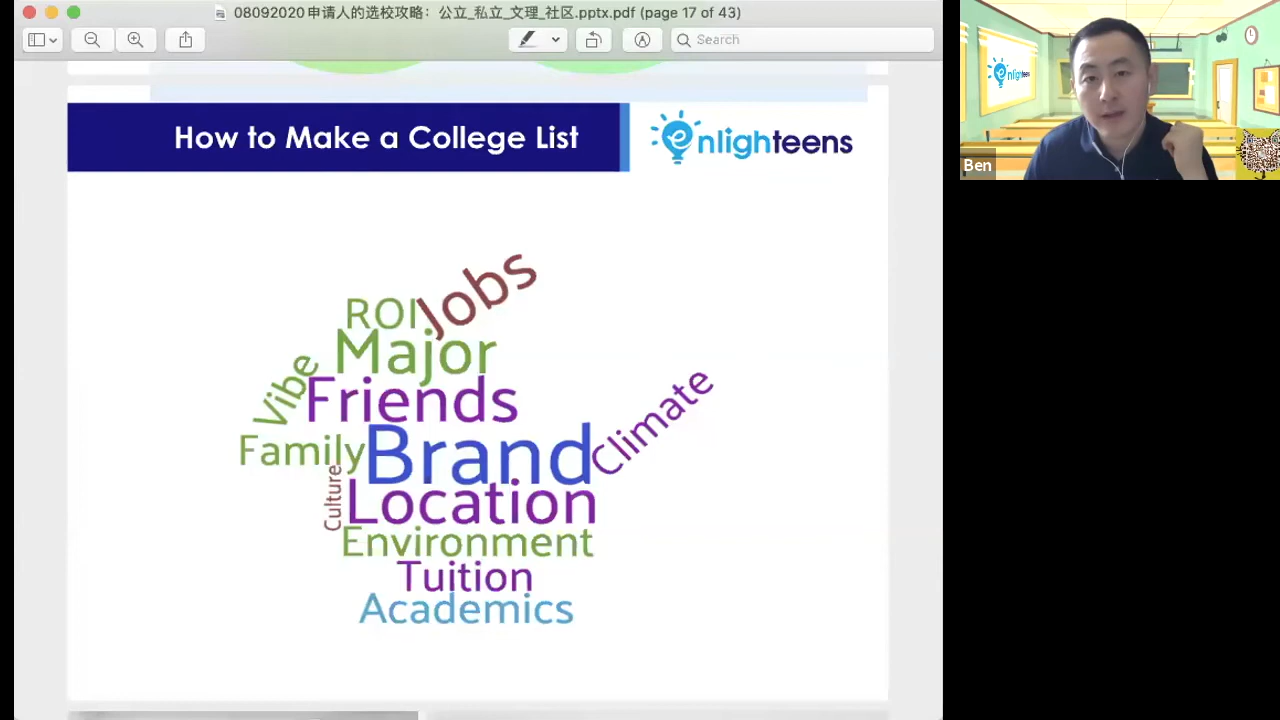 08092020申请人的选校攻略：公立_私立_文理_社区.pptx.pdf (page 17 of 43)
Search
How to Make a College List
enlighteens
enlighteens
Ben
Jobs
ROI
Major
Vibe
Friends
Climate
Family
Brand
Culture
Location
Environment
Tuition
Academics